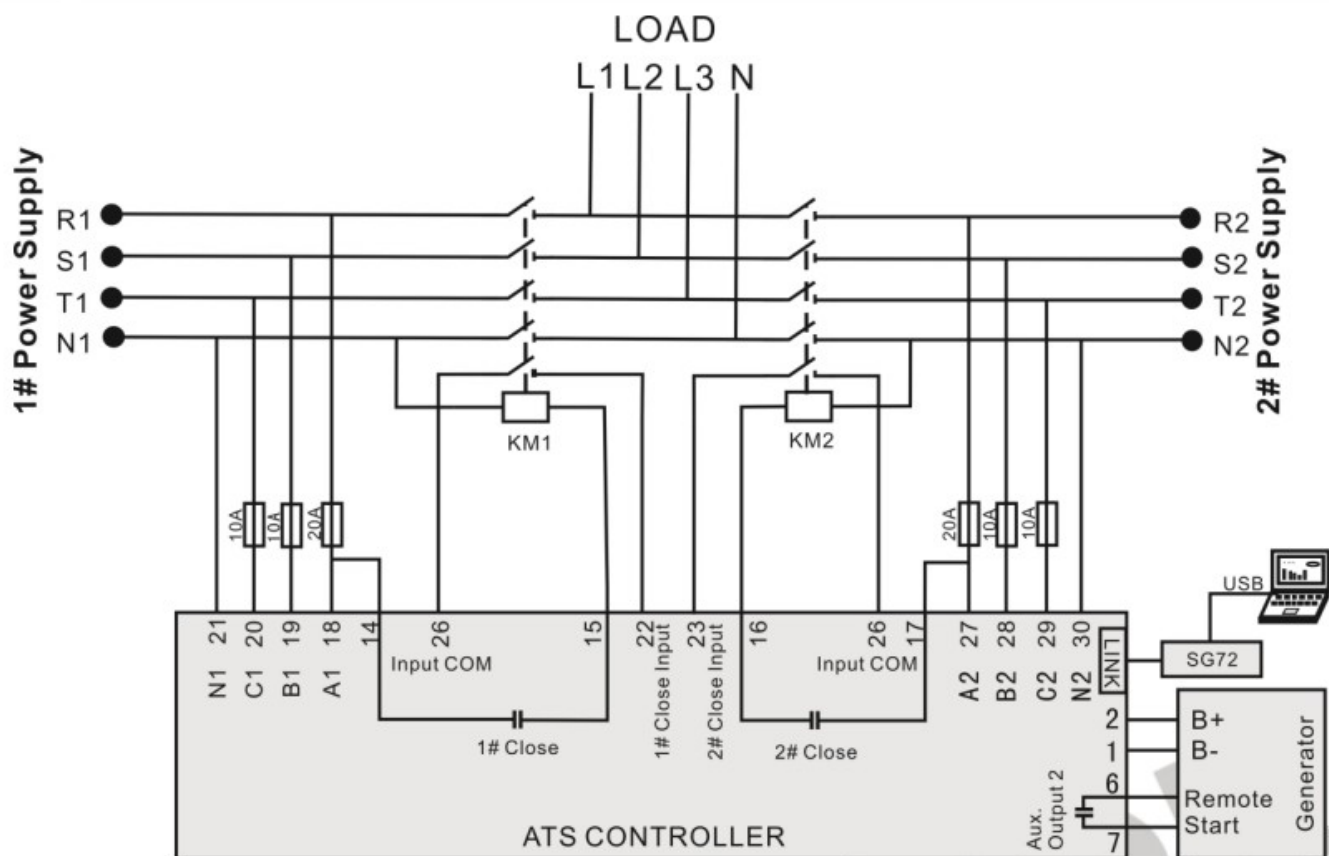 LOAD
L1 L2 L3 N
1# Power Supply
2# Power Supply
R1
S1
T1
N1
R2
S2
T2
N2
KM1
KM2
10A
10A
20A
20A
10A
10A
USB
SG72
21 20 19 18 14 26 15 22 23 16 26 17 27 28 29 30
N1 C1 B1 A1
Input COM
1# Close Input
2# Close Input
Input COM
A2 B2 C2 N2
LINK
1# Close
2# Close
2
1
6
7
B+
B-
Remote
Start
Generator
Aux.
Output 2
ATS CONTROLLER